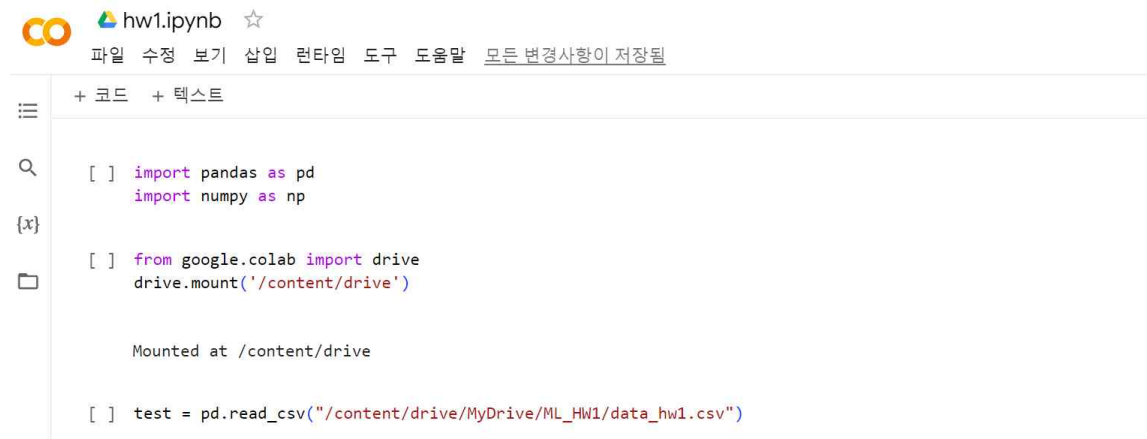 hw1.ipynb
파일 수정 보기 삽입 런타임 도구 도움말 모든 변경사항이 저장됨
+ 코드 + 텍스트
[ ] import pandas as pd
import numpy as np
{x}
[ ] from google.colab import drive
drive.mount('/content/drive')
Mounted at /content/drive
[ ] test = pd.read_csv("/content/drive/MyDrive/ML_HW1/data_hw1.csv")